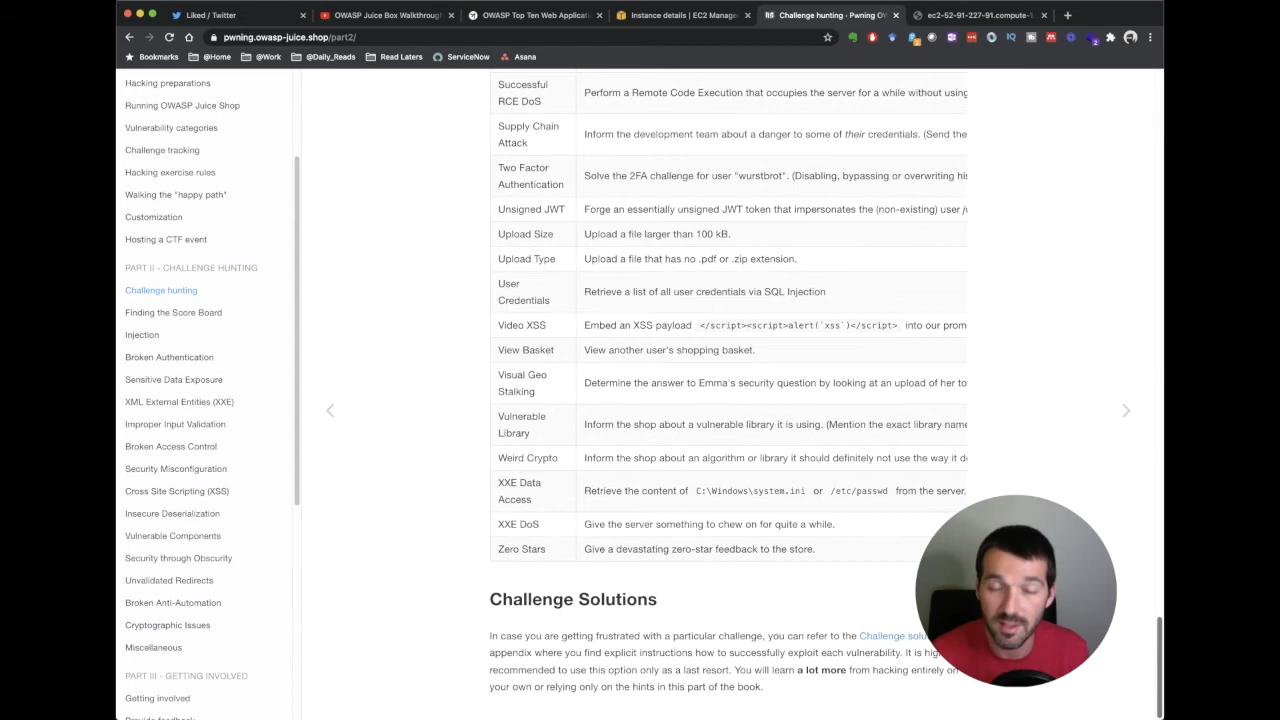 Liked / Twitter
OWASP Juice Box Walkthroug
OWASP Top Ten Web Applicati
Instance details | EC2 Manage
Challenge hunting - Pwning OW
ec2-52-91-227-91.compute-1
pwning.owasp-juice.shop/part2/
Bookmarks
@Home
@Work
@Daily_Reads
Read Laters
ServiceNow
Asana
Hacking preparations
Running OWASP Juice Shop
Vulnerability categories
Challenge tracking
Hacking exercise rules
Walking the "happy path"
Customization
Hosting a CTF event
PART II - CHALLENGE HUNTING
Challenge hunting
Finding the Score Board
Injection
Broken Authentication
Sensitive Data Exposure
XML External Entities (XXE)
Improper Input Validation
Broken Access Control
Security Misconfiguration
Cross Site Scripting (XSS)
Insecure Deserialization
Vulnerable Components
Security through Obscurity
Unvalidated Redirects
Broken Anti-Automation
Cryptographic Issues
Miscellaneous
PART III - GETTING INVOLVED
Getting involved
Provide feedback
Successful
RCE DoS
Perform a Remote Code Execution that occupies the server for a while without using
Supply Chain
Attack
Inform the development team about a danger to some of their credentials. (Send the
Two Factor
Authentication
Solve the 2FA challenge for user "wurstbrot". (Disabling, bypassing or overwriting his
Unsigned JWT
Forge an essentially unsigned JWT token that impersonates the (non-existing) user
Upload Size
Upload a file larger than 100 kB.
Upload Type
Upload a file that has no .pdf or .zip extension.
User
Credentials
Retrieve a list of all user credentials via SQL Injection
Video XSS
Embed an XSS payload </script><script>alert(`xss`)</script> into our prom
View Basket
View another user's shopping basket.
Visual Geo
Stalking
Determine the answer to Emma's security question by looking at an upload of her to
Vulnerable
Library
Inform the shop about a vulnerable library it is using. (Mention the exact library name
Weird Crypto
Inform the shop about an algorithm or library it should definitely not use the way it d
XXE Data
Access
Retrieve the content of C:\Windows\system.ini or /etc/passwd from the server.
XXE DoS
Give the server something to chew on for quite a while.
Zero Stars
Give a devastating zero-star feedback to the store.
Challenge Solutions
In case you are getting frustrated with a particular challenge, you can refer to the Challenge solu
appendix where you find explicit instructions how to successfully exploit each vulnerability. It is hig
recommended to use this option only as a last resort. You will learn a lot more from hacking entirely on
your own or relying only on the hints in this part of the book.